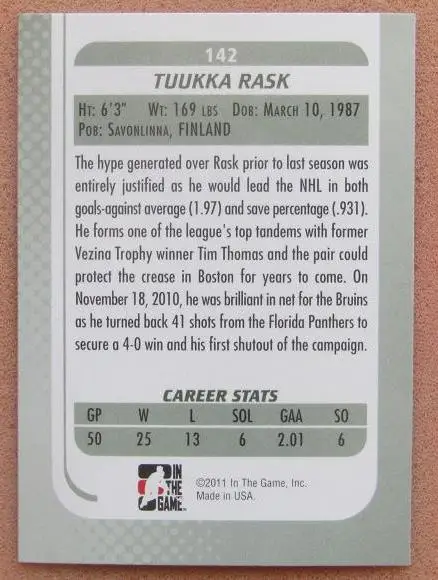 142
TUUKKA RASK
HT: 6'3" WT: 169 LBS DOB: MARCH 10, 1987
POB: SAVONLINNA, FINLAND
The hype generated over Rask prior to last season was
entirely justified as he would lead the NHL in both
goals-against average (1.97) and save percentage (.931).
He forms one of the league's top tandems with former
Vezina Trophy winner Tim Thomas and the pair could
protect the crease in Boston for years to come. On
November 18, 2010, he was brilliant in net for the Bruins
as he turned back 41 shots from the Florida Panthers to
secure a 4-0 win and his first shutout of the campaign.
CAREER STATS
GP W L SOL GAA SO
50 25 13 6 2.01 6
IN
THE
GAME
©2011 In The Game, Inc.
Made in USA.